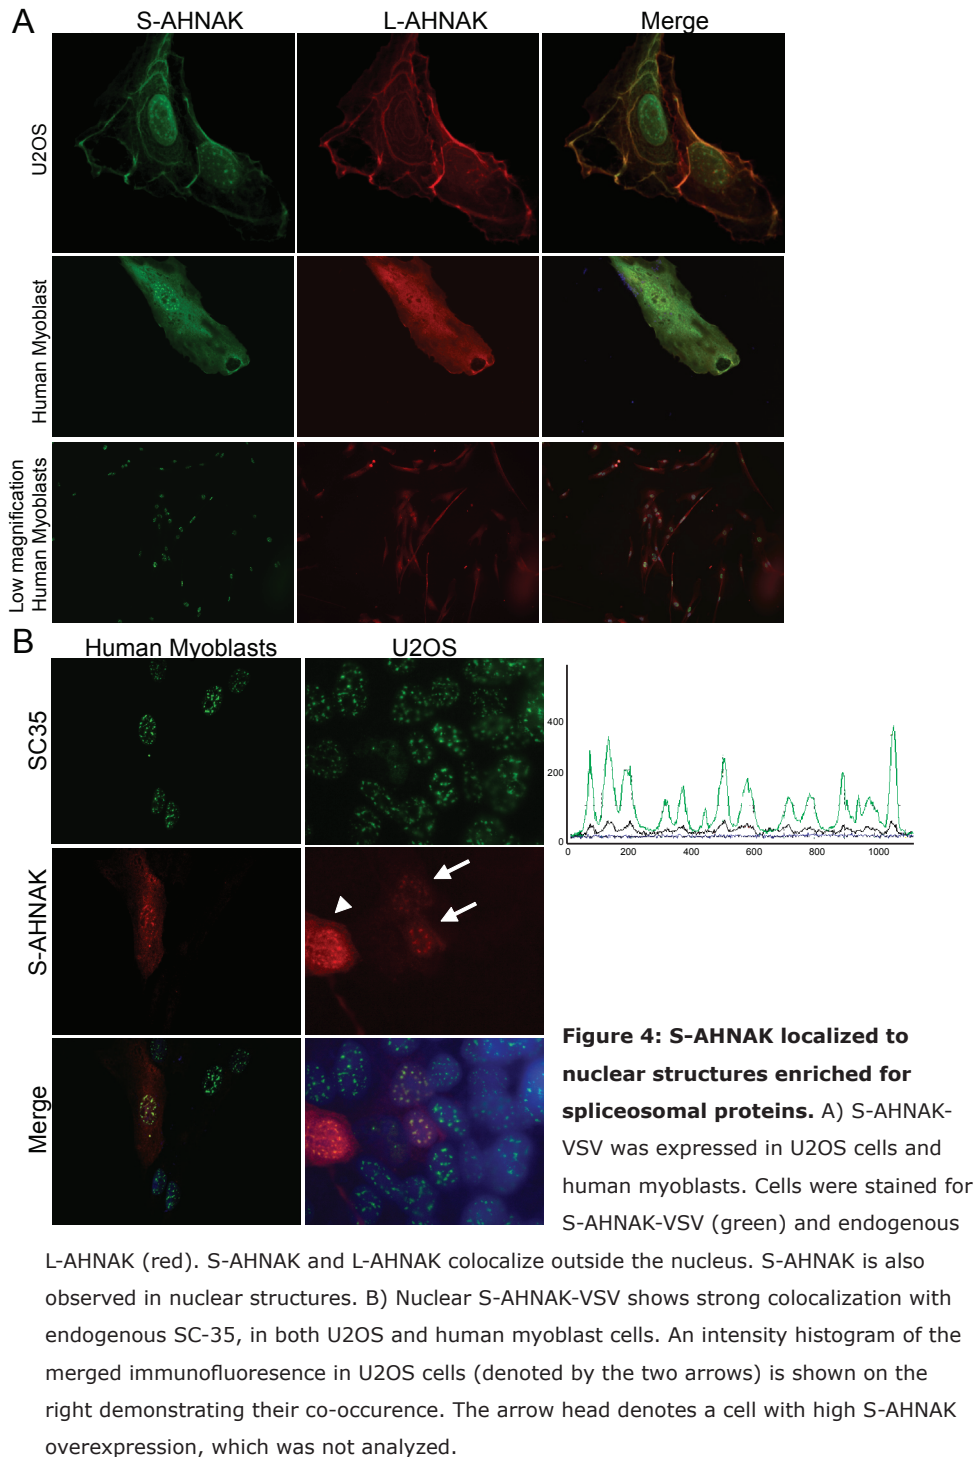 A
S-AHNAK
L-AHNAK
Merge
U2OS
Human Myoblast
Low magnification
Human Myoblasts
B
Human Myoblasts
U2OS
SC35
S-AHNAK
Merge
400
200
0
0
200
400
600
800
1000
Figure 4: S-AHNAK localized to
nuclear structures enriched for
spliceosomal proteins. A) S-AHNAK-
VSV was expressed in U2OS cells and
human myoblasts. Cells were stained for
S-AHNAK-VSV (green) and endogenous
L-AHNAK (red). S-AHNAK and L-AHNAK colocalize outside the nucleus. S-AHNAK is also
observed in nuclear structures. B) Nuclear S-AHNAK-VSV shows strong colocalization with
endogenous SC-35, in both U2OS and human myoblast cells. An intensity histogram of the
merged immunofluoresence in U2OS cells (denoted by the two arrows) is shown on the
right demonstrating their co-occurence. The arrow head denotes a cell with high S-AHNAK
overexpression, which was not analyzed.